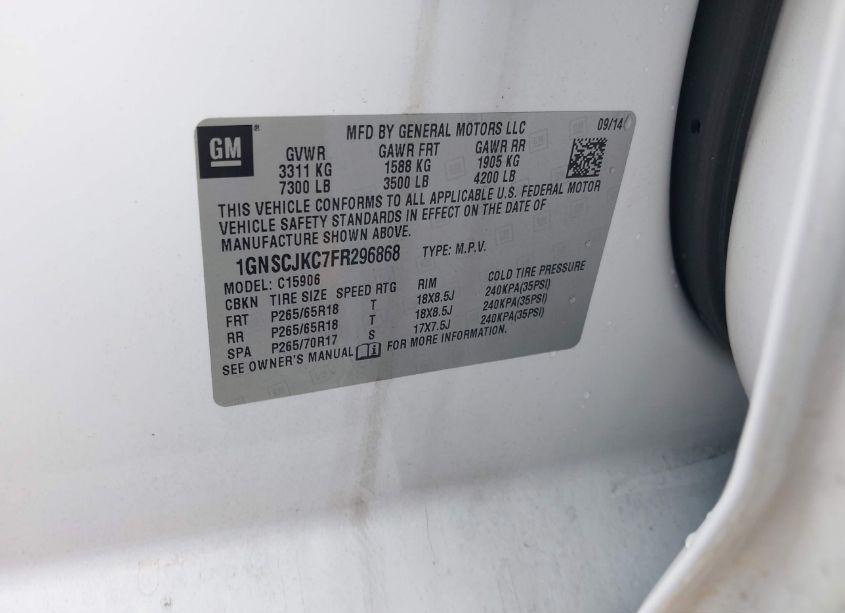 GM ®
MFD BY GENERAL MOTORS LLC 09/14
GVWR GAWR FRT GAWR RR
3311 KG 1588 KG 1905 KG
7300 LB 3500 LB 4200 LB
THIS VEHICLE CONFORMS TO ALL APPLICABLE U.S. FEDERAL MOTOR
VEHICLE SAFETY STANDARDS IN EFFECT ON THE DATE OF
MANUFACTURE SHOWN ABOVE.
1GNSCJKC7FR296868 TYPE: M.P.V.
MODEL: C15906
CBKN TIRE SIZE SPEED RTG RIM COLD TIRE PRESSURE
FRT P265/65R18 T 18X8.5J 240KPA(35PSI)
RR P265/65R18 T 18X8.5J 240KPA(35PSI)
SPA P265/70R17 S 17X7.5J 240KPA(35PSI)
SEE OWNER'S MANUAL FOR MORE INFORMATION.